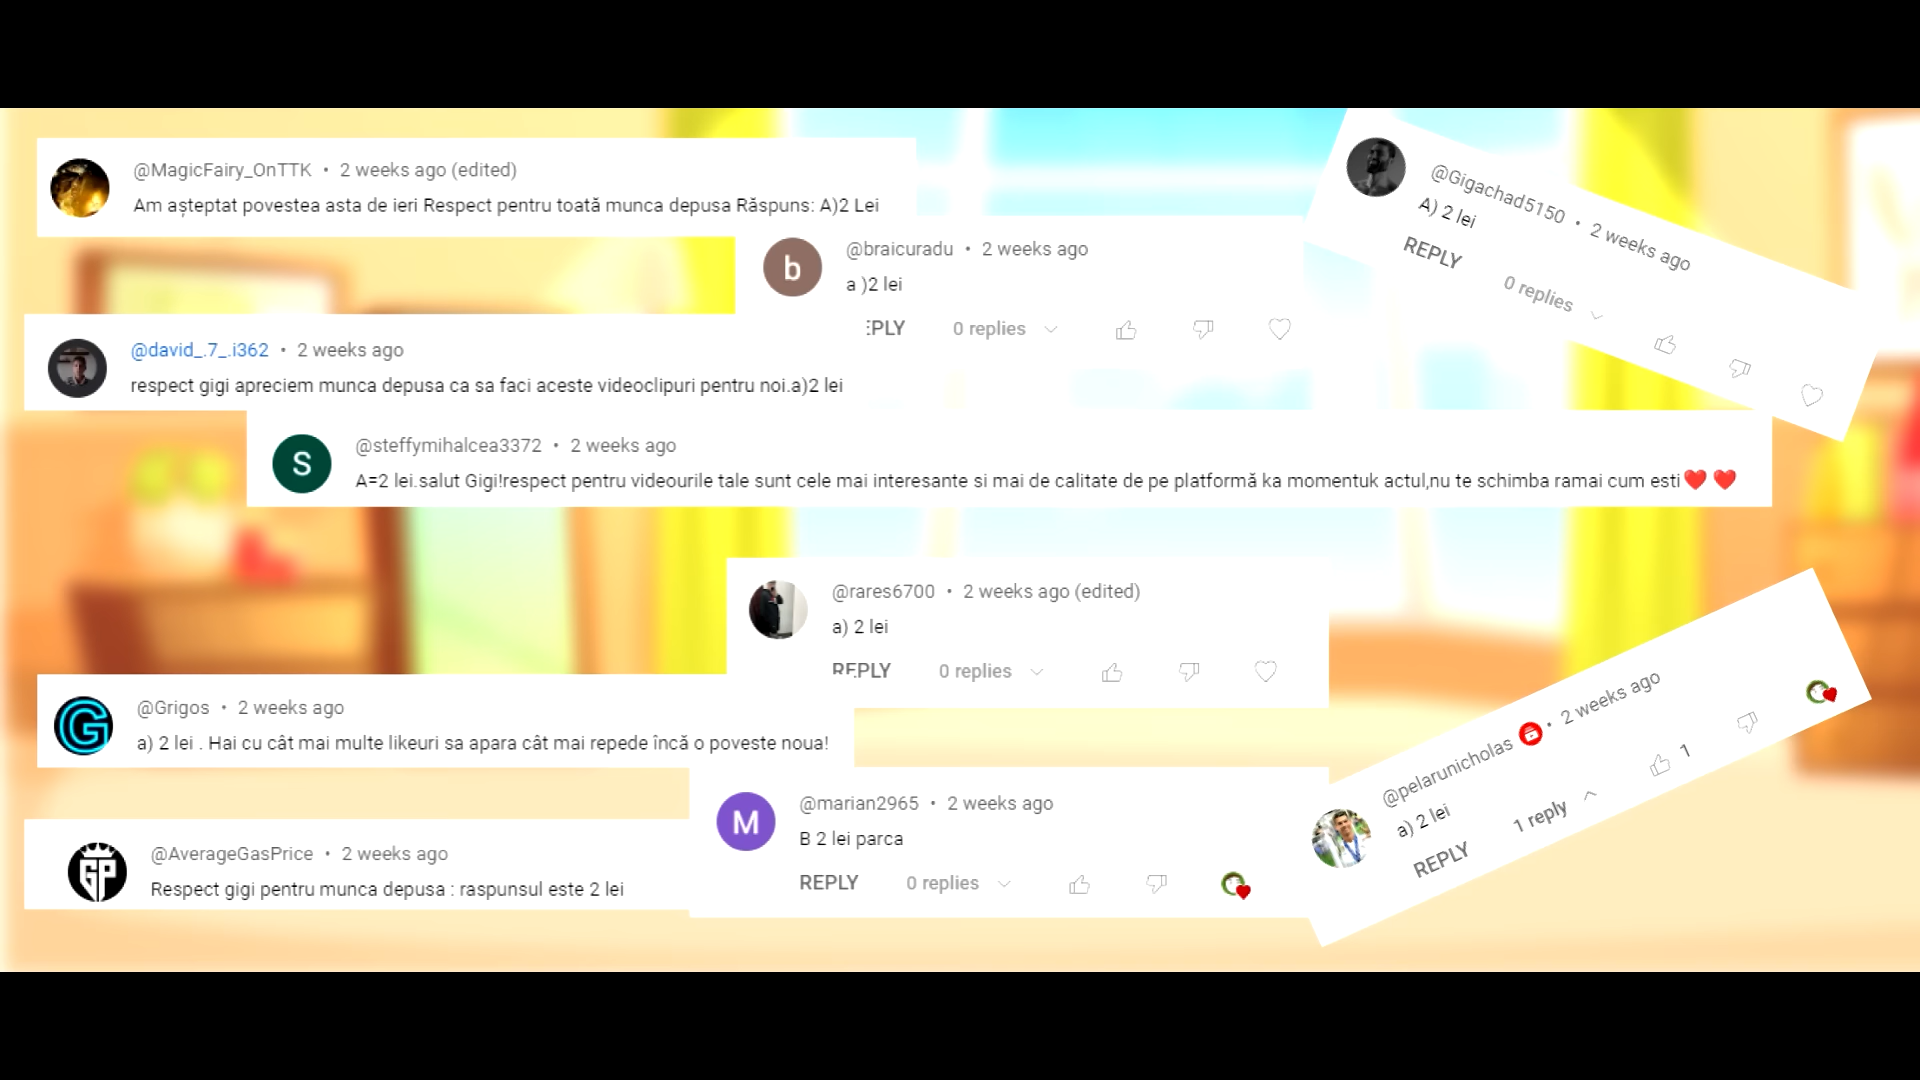 @MagicFairy_OnTTK • 2 weeks ago (edited)
Am așteptat povestea asta de ieri Respect pentru toată munca depusa Răspuns: A)2 Lei
@Gigachad5150 • 2 weeks ago
A) 2 lei
REPLY
0 replies
@braicuradu • 2 weeks ago
a )2 lei
EPLY 0 replies
@david_.7_.i362 • 2 weeks ago
respect gigi apreciem munca depusa ca sa faci aceste videoclipuri pentru noi.a)2 lei
S
@steffymihalcea3372 • 2 weeks ago
A=2 lei.salut Gigi!respect pentru videourile tale sunt cele mai interesante si mai de calitate de pe platformă ka momentuk actul,nu te schimba ramai cum esti❤️ ❤️
b
@rares6700 • 2 weeks ago (edited)
a) 2 lei
REPLY 0 replies
G
@Grigos • 2 weeks ago
a) 2 lei . Hai cu cât mai multe likeuri sa apara cât mai repede încă o poveste noua!
@pelarunicholas • 2 weeks ago
a) 2 lei
REPLY 1 reply 1
M
@marian2965 • 2 weeks ago
B 2 lei parca
REPLY 0 replies
GP
@AverageGasPrice • 2 weeks ago
Respect gigi pentru munca depusa : raspunsul este 2 lei